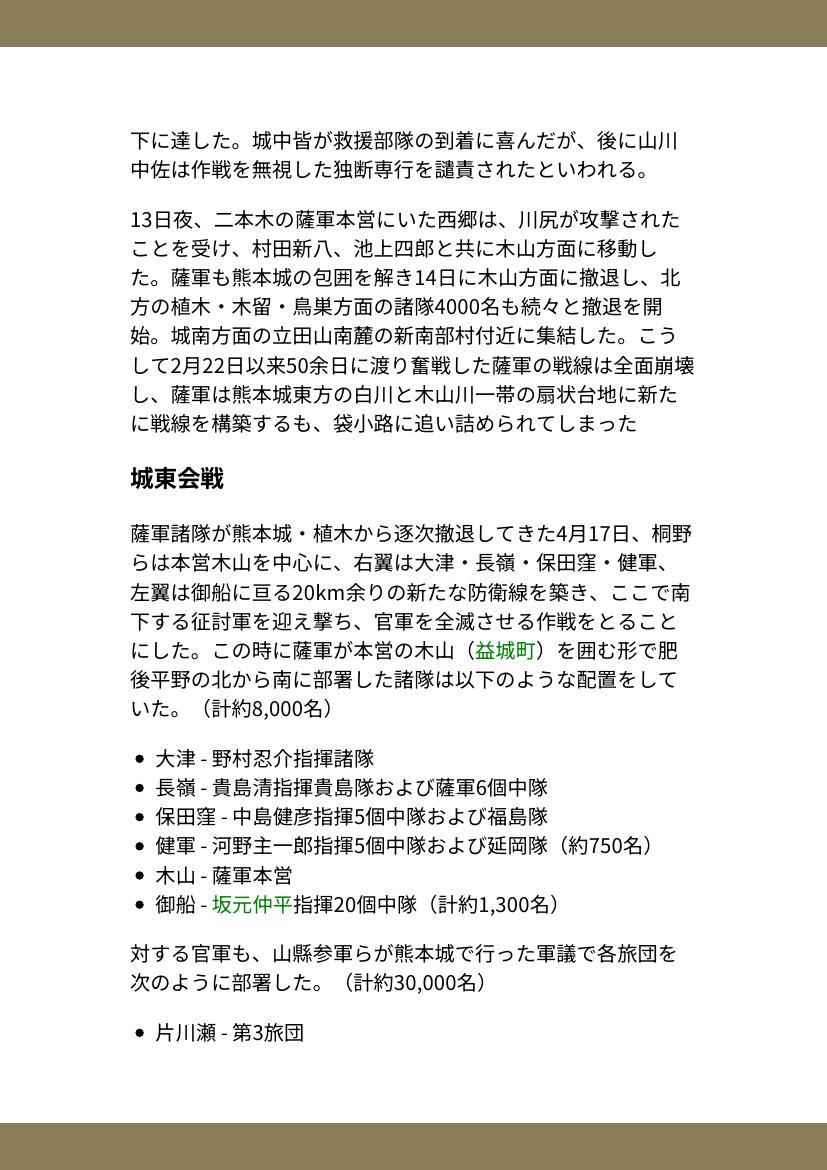 下に達した。城中皆が救援部隊の到着に喜んだが、後に山川
中佐は作戦を無視した独断専行を譴責されたといわれる。
13日夜、二本木の薩軍本営にいた西郷は、川尻が攻撃された
ことを受け、村田新八、池上四郎と共に木山方面に移動し
た。薩軍も熊本城の包囲を解き14日に木山方面に撤退し、北
方の植木・木留・鳥巣方面の諸隊4000名も続々と撤退を開
始。城南方面の立田山南麓の新南部村付近に集結した。こう
して2月22日以来50余日に渡り奮戦した薩軍の戦線は全面崩壊
し、薩軍は熊本城東方の白川と木山川一帯の扇状台地に新た
に戦線を構築するも、袋小路に追い詰められてしまった
城東会戦
薩軍諸隊が熊本城・植木から逐次撤退してきた4月17日、桐野
らは本営木山を中心に、右翼は大津・長嶺・保田窪・健軍、
左翼は御船に亘る20km余りの新たな防衛線を築き、ここで南
下する征討軍を迎え撃ち、官軍を全滅させる作戦をとること
にした。この時に薩軍が本営の木山（益城町）を囲む形で肥
後平野の北から南に部署した諸隊は以下のような配置をして
いた。（計約8,000名）
• 大津 - 野村忍介指揮諸隊
• 長嶺 - 貴島清指揮貴島隊および薩軍6個中隊
• 保田窪 - 中島健彦指揮5個中隊および福島隊
• 健軍 - 河野主一郎指揮5個中隊および延岡隊（約750名）
• 木山 - 薩軍本営
• 御船 - 坂元仲平指揮20個中隊（計約1,300名）
対する官軍も、山縣参軍らが熊本城で行った軍議で各旅団を
次のように部署した。（計約30,000名）
• 片川瀬 - 第3旅団